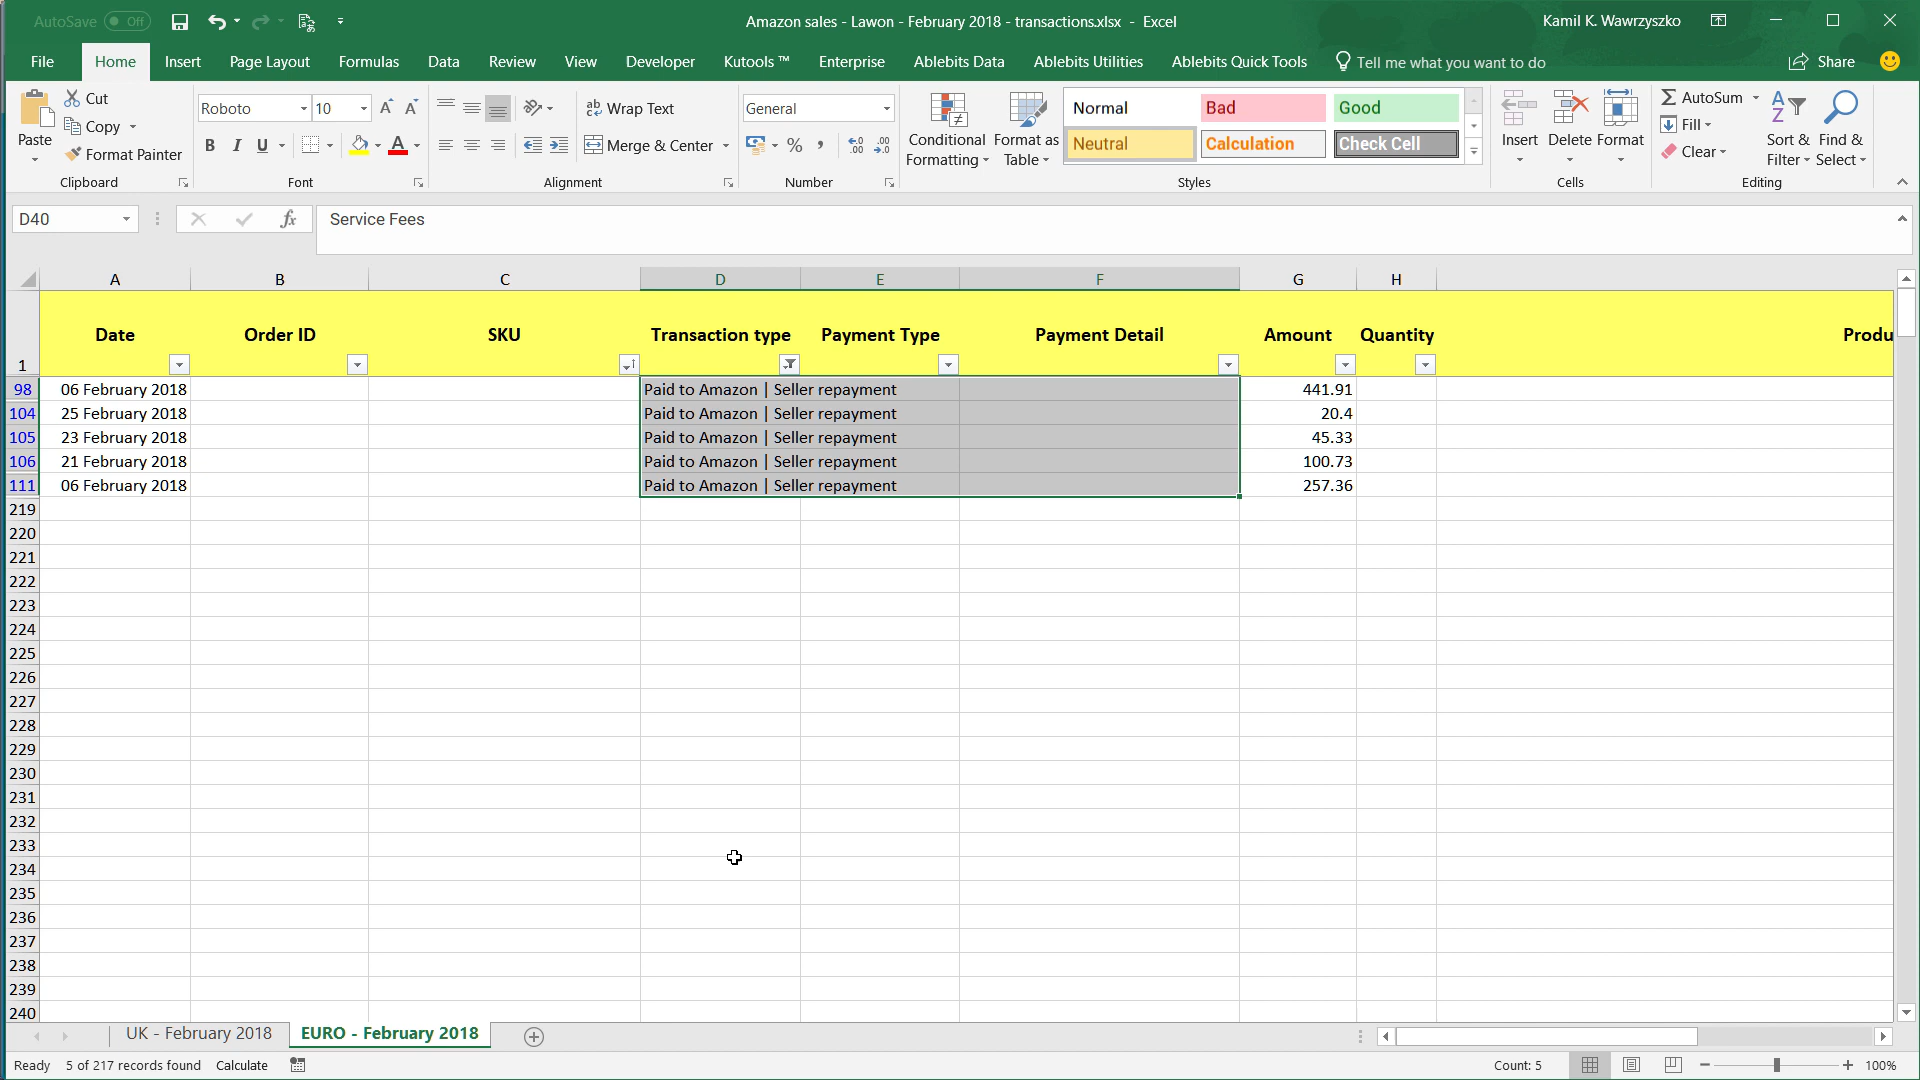 AutoSave Off
Amazon sales - Lawon - February 2018 - transactions.xlsx - Excel
Kamil K. Wawrzyszko
File Home Insert Page Layout Formulas Data Review View Developer Kutools ™ Enterprise Ablebits Data Ablebits Utilities Ablebits Quick Tools Tell me what you want to do Share
Paste Cut Copy Format Painter
Clipboard
Roboto 10
B I U A
Font
Wrap Text
Merge & Center
Alignment
General
Number
Conditional Formatting
Format as Table
Normal Bad Good
Neutral Calculation Check Cell
Styles
Insert Delete Format
Cells
AutoSum
Fill
Clear
Sort & Filter
Find & Select
Editing
D40 fx Service Fees
A B C D E F G H
1 Date Order ID SKU Transaction type Payment Type Payment Detail Amount Quantity Produ
98 06 February 2018 Paid to Amazon | Seller repayment 441.91
104 25 February 2018 Paid to Amazon | Seller repayment 20.4
105 23 February 2018 Paid to Amazon | Seller repayment 45.33
106 21 February 2018 Paid to Amazon | Seller repayment 100.73
111 06 February 2018 Paid to Amazon | Seller repayment 257.36
219
220
221
222
223
224
225
226
227
228
229
230
231
232
233
234
235
236
237
238
239
240
UK - February 2018 EURO - February 2018
Ready 5 of 217 records found Calculate Count: 5 100%